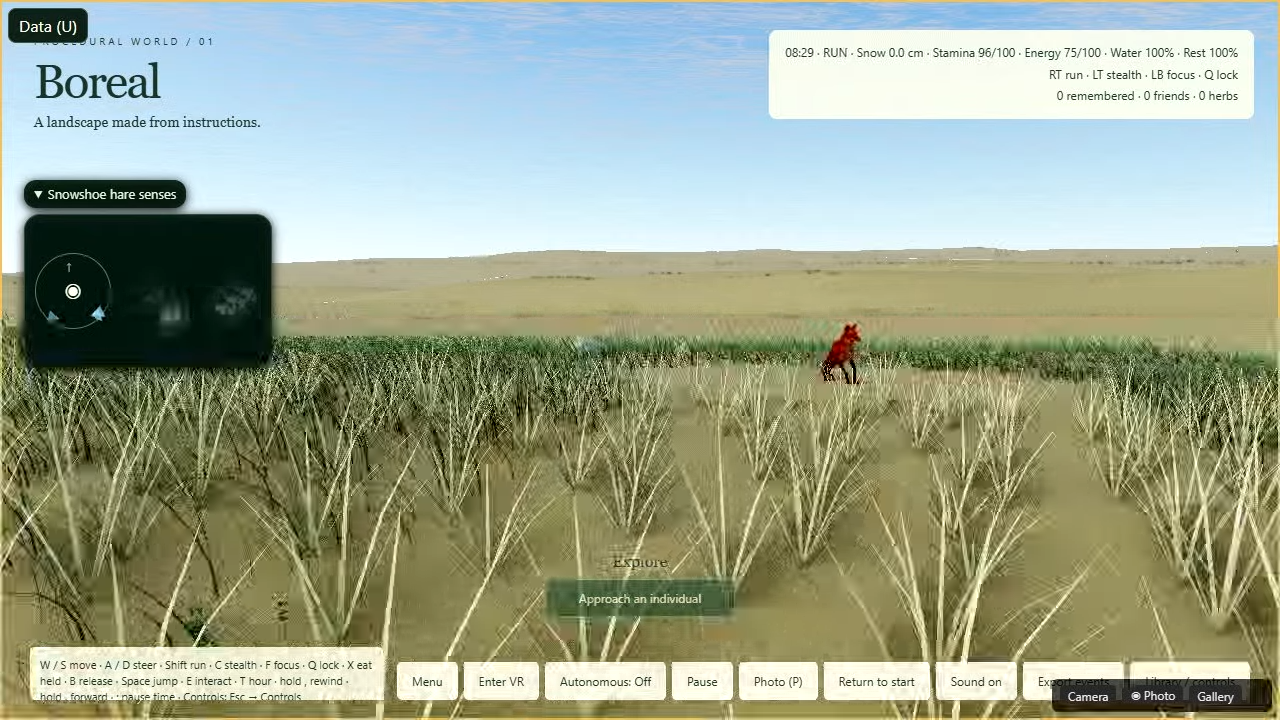 Data (U)
PROCEDURAL WORLD / 01
Boreal
A landscape made from instructions.
08:29 · RUN · Snow 0.0 cm · Stamina 96/100 · Energy 75/100 · Water 100% · Rest 100%
RT run · LT stealth · LB focus · Q lock
0 remembered · 0 friends · 0 herbs
▼ Snowshoe hare senses
↑
Explore
Approach an individual
W / S move · A / D steer · Shift run · C stealth · F focus · Q lock · X eat
held · B release · Space jump · E interact · T hour · hold , rewind ·
hold . forward · ; pause time · Controls: Esc → Controls
Menu
Enter VR
Autonomous: Off
Pause
Photo (P)
Return to start
Sound on
Export events
Library / controls
Camera
◉ Photo
Gallery